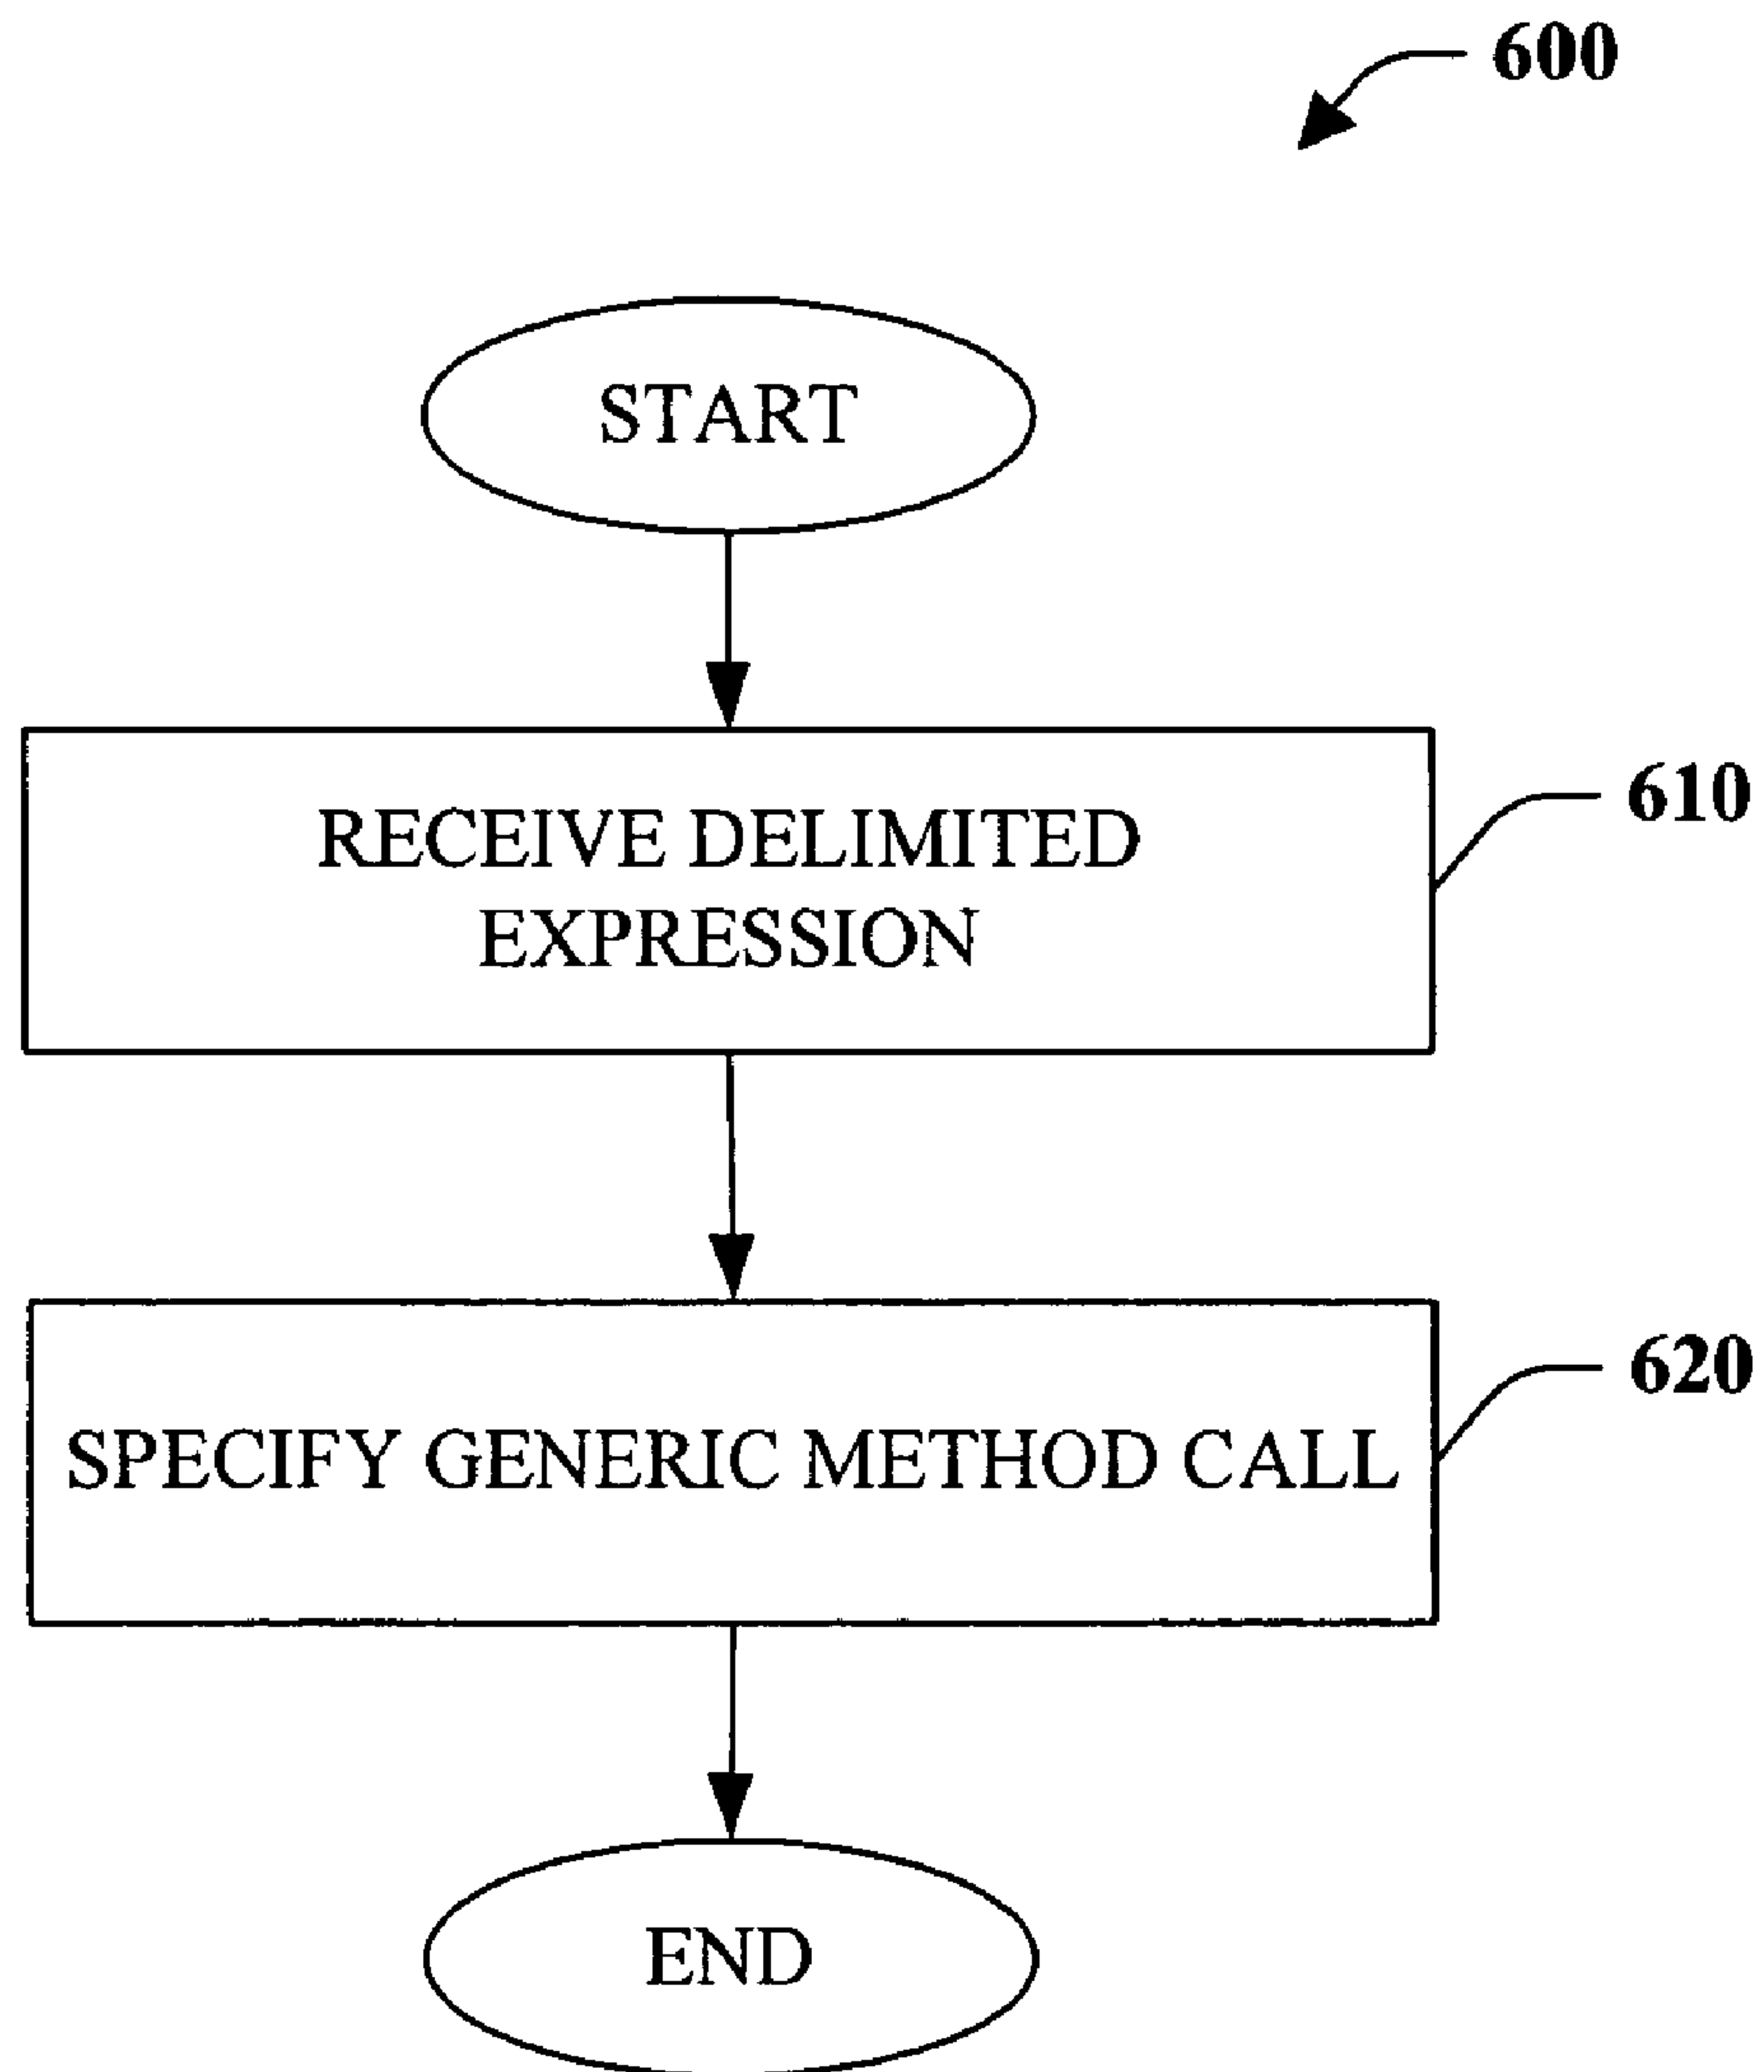 600
START
RECEIVE DELIMITED
EXPRESSION
610
SPECIFY GENERIC METHOD CALL
620
END